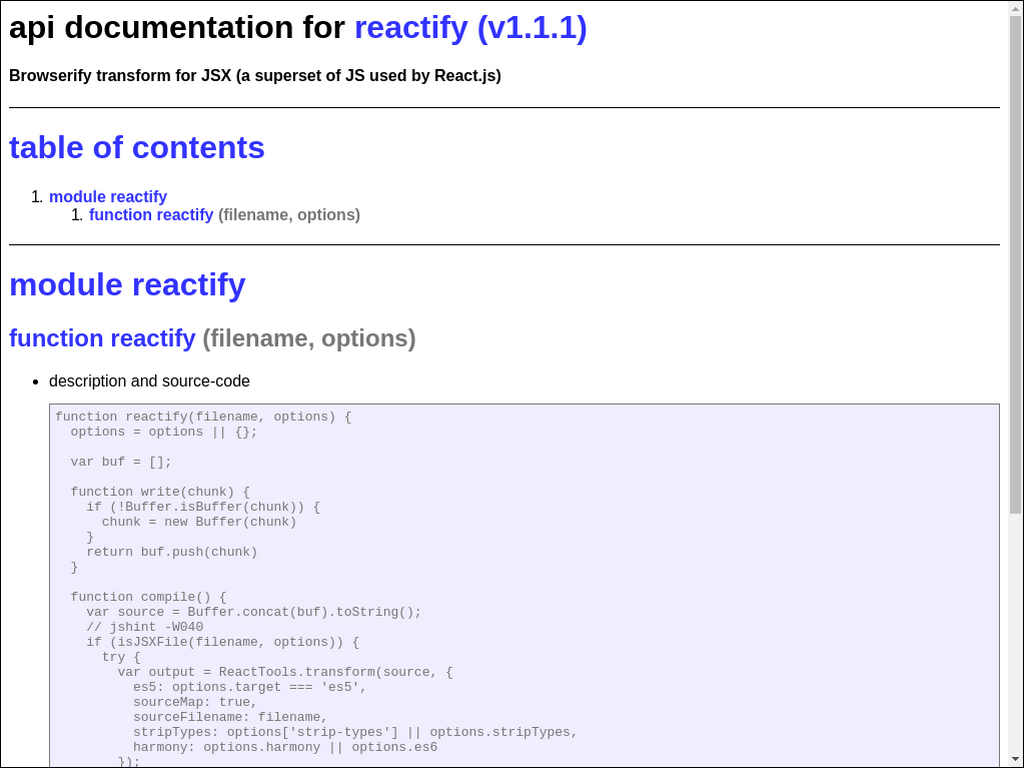 api documentation for reactify (v1.1.1)
Browserify transform for JSX (a superset of JS used by React.js)
table of contents
1. module reactify
1. function reactify (filename, options)
module reactify
function reactify (filename, options)
• description and source-code
function reactify(filename, options) {
  options = options || {};

  var buf = [];

  function write(chunk) {
    if (!Buffer.isBuffer(chunk)) {
      chunk = new Buffer(chunk)
    }
    return buf.push(chunk)
  }

  function compile() {
    var source = Buffer.concat(buf).toString();
    // jshint -W040
    if (isJSXFile(filename, options)) {
      try {
        var output = ReactTools.transform(source, {
          es5: options.target === 'es5',
          sourceMap: true,
          sourceFilename: filename,
          stripTypes: options['strip-types'] || options.stripTypes,
          harmony: options.harmony || options.es6
        });